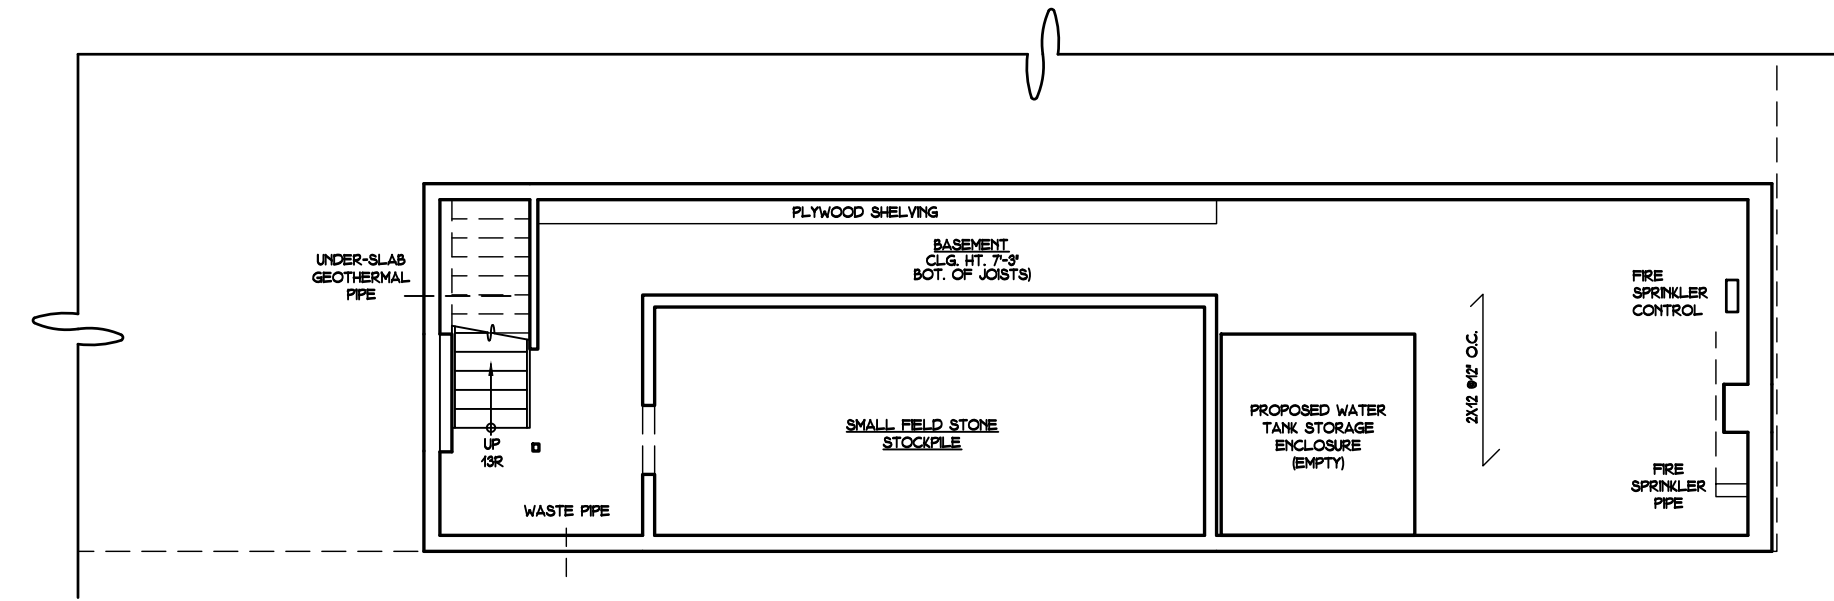 PLYWOOD SHELVING
BASEMENT
CLG. HT. 7'-3"
BOT. OF JOISTS)
UNDER-SLAB
GEOTHERMAL
PIPE
FIRE
SPRINKLER
CONTROL
2X12 @12" O.C.
SMALL FIELD STONE
STOCKPILE
PROPOSED WATER
TANK STORAGE
ENCLOSURE
(EMPTY)
UP
13R
WASTE PIPE
FIRE
SPRINKLER
PIPE